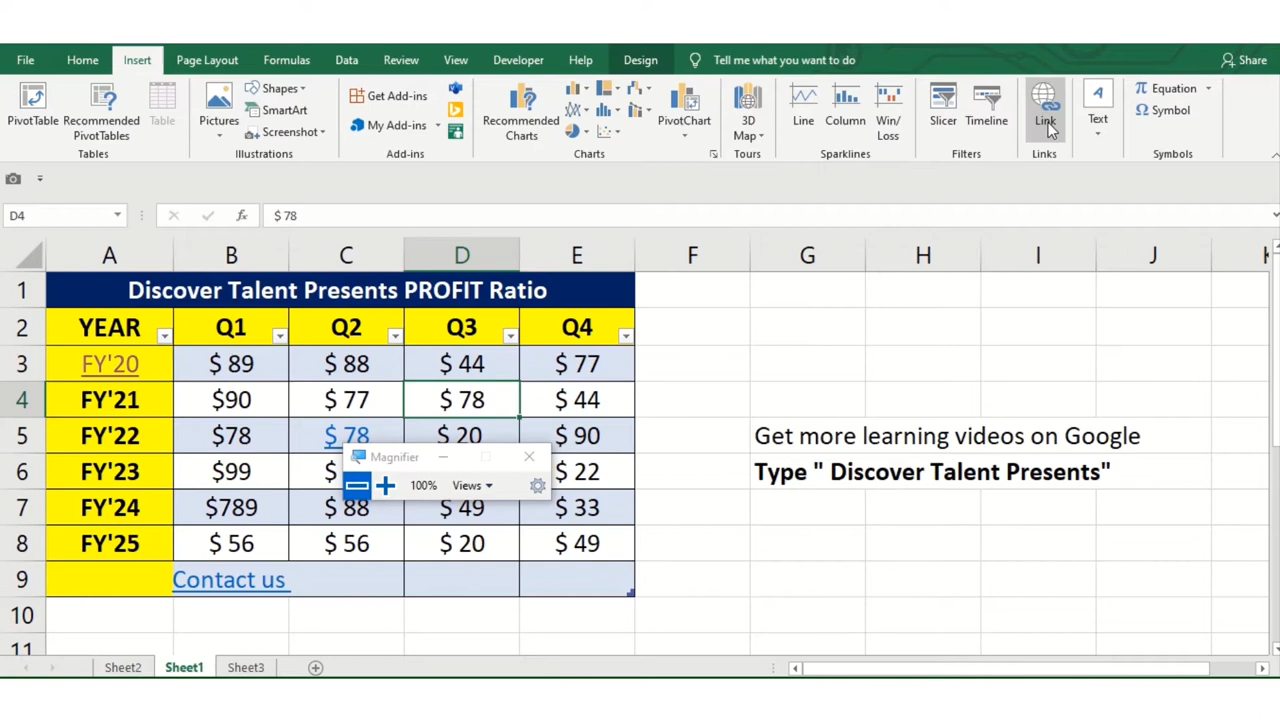 File Home Insert Page Layout Formulas Data Review View Developer Help Design Tell me what you want to do Share
PivotTable
Recommended
PivotTables
Table
Tables
Pictures
Shapes
SmartArt
Screenshot
Illustrations
Get Add-ins
My Add-ins
Add-ins
Recommended
Charts
PivotChart
Charts
3D
Map
Tours
Line
Column
Win/
Loss
Sparklines
Slicer
Timeline
Filters
Link
Links
A
Text
Equation
Symbol
Symbols
D4 fx $ 78
A B C D E F G H I J K
1 Discover Talent Presents PROFIT Ratio
2 YEAR Q1 Q2 Q3 Q4
3 FY'20 $ 89 $ 88 $ 44 $ 77
4 FY'21 $90 $ 77 $ 78 $ 44
5 FY'22 $78 $ 78 $ 20 $ 90 Get more learning videos on Google
Magnifier
6 FY'23 $99 $ $ 22 Type " Discover Talent Presents"
100% Views
7 FY'24 $789 $ 88 $ 49 $ 33
8 FY'25 $ 56 $ 56 $ 20 $ 49
9 Contact us
10
11
Sheet2 Sheet1 Sheet3